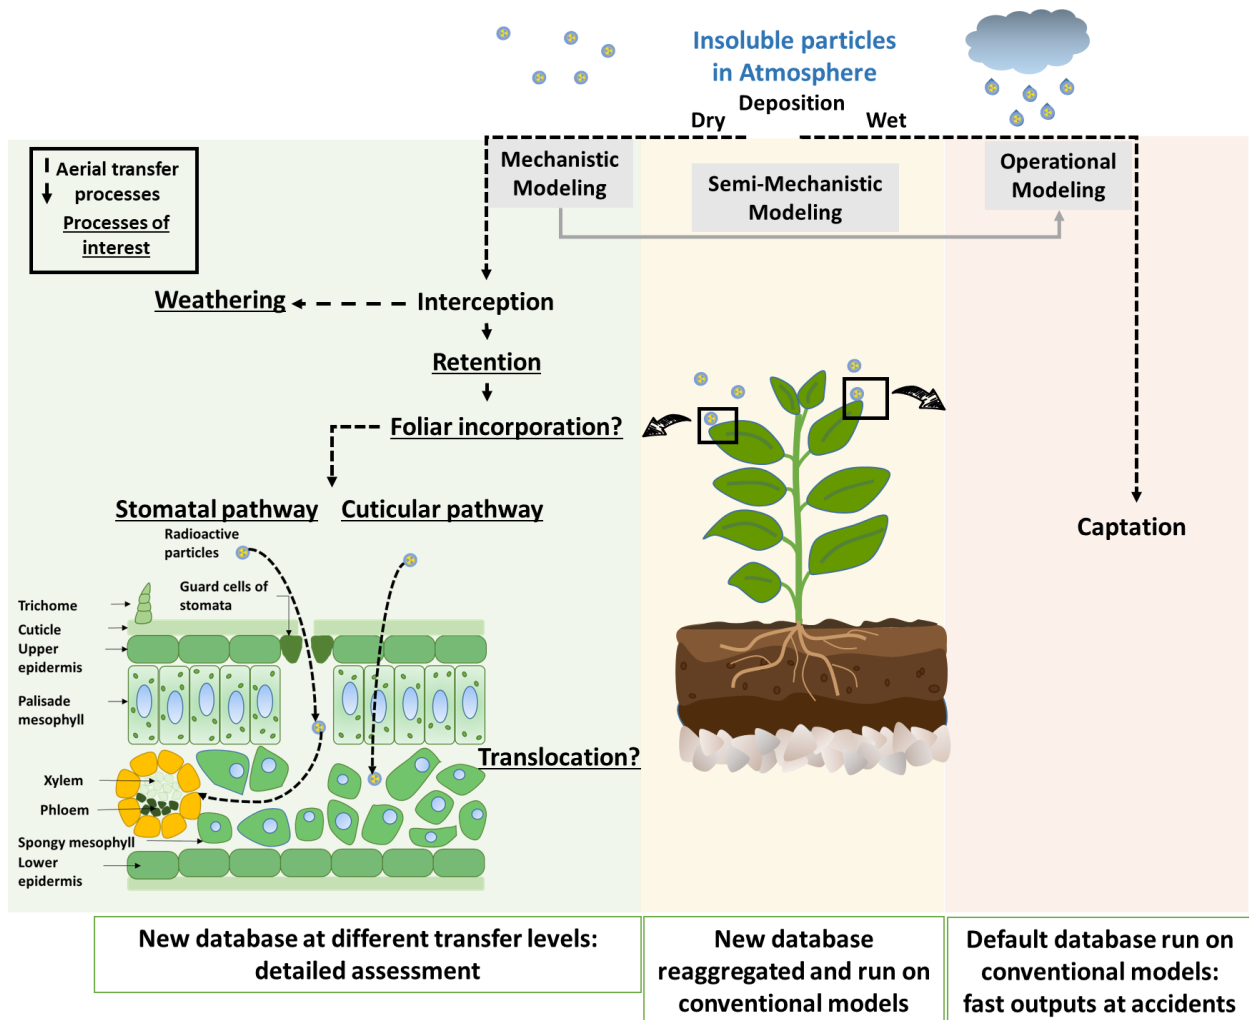 Insoluble particles
in Atmosphere
Deposition
Dry
Wet
Aerial transfer
processes
Processes of
interest
Mechanistic
Modeling
Semi-Mechanistic
Modeling
Operational
Modeling
Weathering
Interception
Retention
Foliar incorporation?
Stomatal pathway
Cuticular pathway
Captation
Radioactive
particles
Guard cells of
stomata
Trichome
Cuticle
Upper
epidermis
Palisade
mesophyll
Translocation?
Xylem
Phloem
Spongy mesophyll
Lower
epidermis
New database at different transfer levels:
detailed assessment
New database
reaggregated and run on
conventional models
Default database run on
conventional models:
fast outputs at accidents